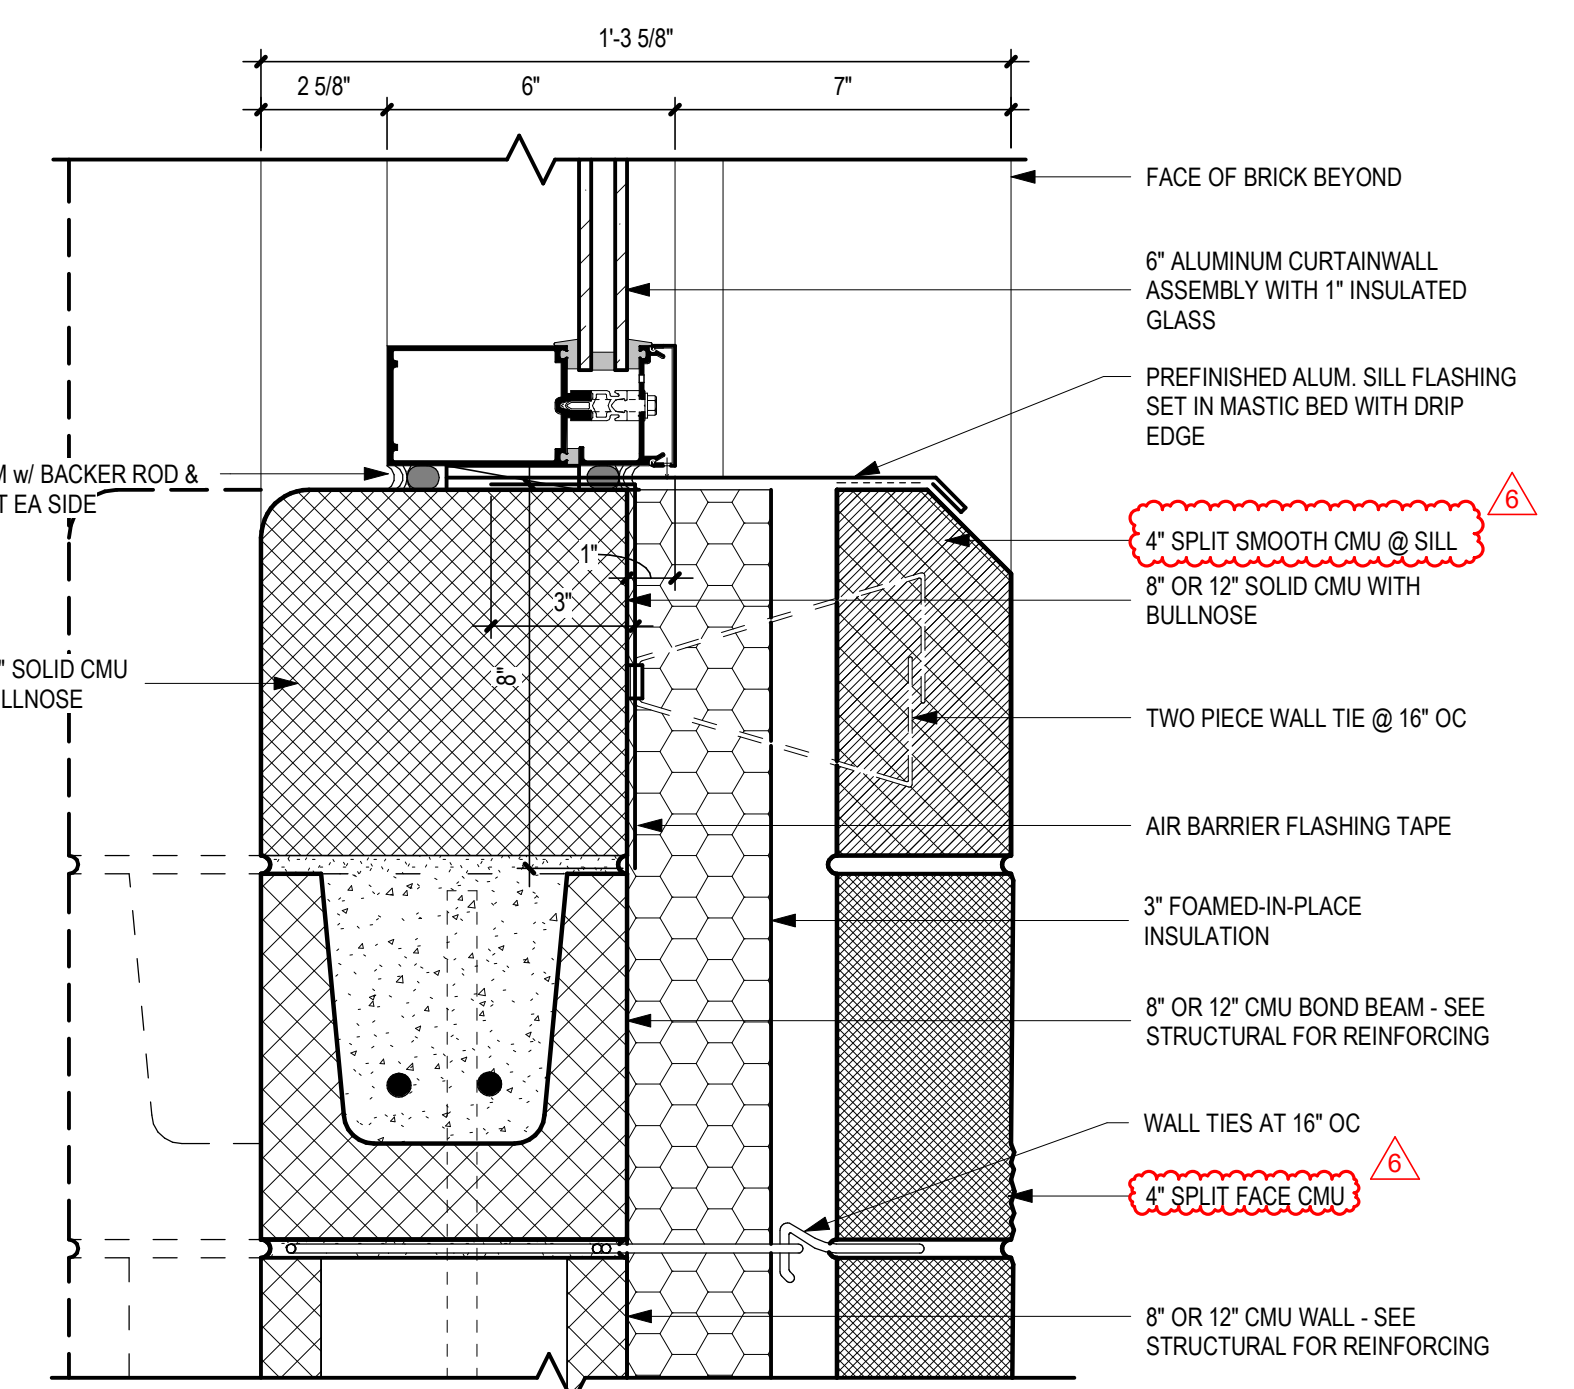 1'-3 5/8"
2 5/8"
6"
7"
FACE OF BRICK BEYOND
6" ALUMINUM CURTAINWALL
ASSEMBLY WITH 1" INSULATED
GLASS
PREFINISHED ALUM. SILL FLASHING
SET IN MASTIC BED WITH DRIP
EDGE
w/ BACKER ROD &
EA SIDE
6
4" SPLIT SMOOTH CMU @ SILL
1"
3"
8"
8" OR 12" SOLID CMU WITH
BULLNOSE
" SOLID CMU
LLNOSE
TWO PIECE WALL TIE @ 16" OC
AIR BARRIER FLASHING TAPE
3" FOAMED-IN-PLACE
INSULATION
8" OR 12" CMU BOND BEAM - SEE
STRUCTURAL FOR REINFORCING
WALL TIES AT 16" OC
6
4" SPLIT FACE CMU
8" OR 12" CMU WALL - SEE
STRUCTURAL FOR REINFORCING